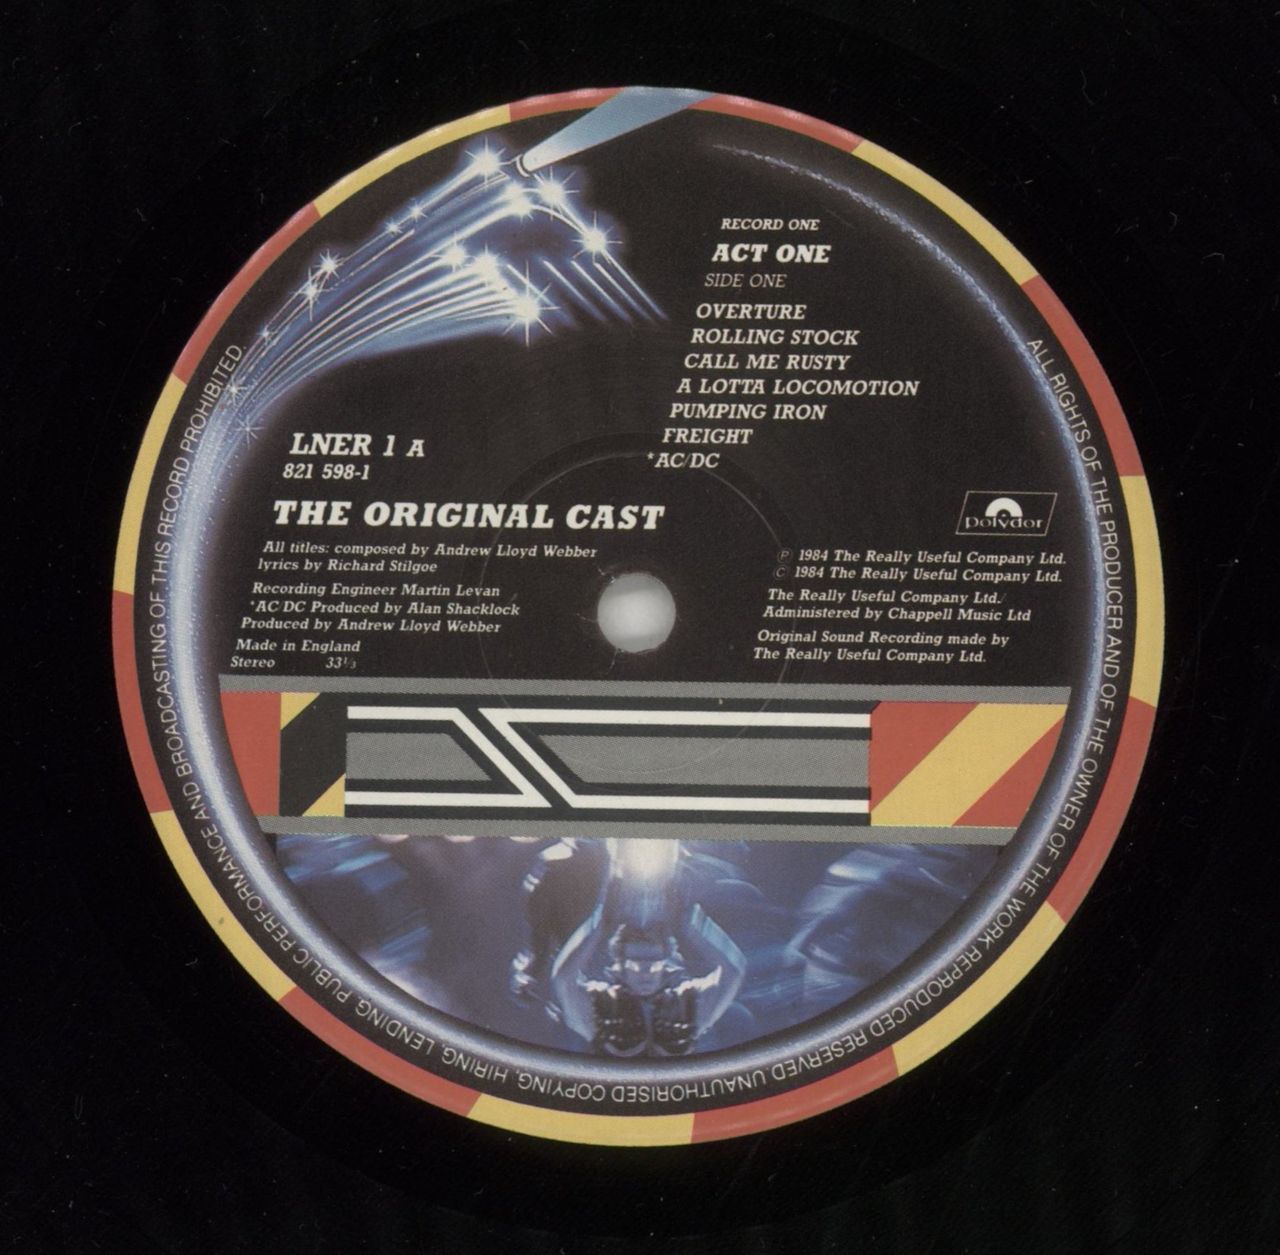 RECORD ONE
ACT ONE
SIDE ONE
OVERTURE
ROLLING STOCK
CALL ME RUSTY
A LOTTA LOCOMOTION
PUMPING IRON
FREIGHT
*AC/DC
LNER 1 A
821 598-1
THE ORIGINAL CAST
All titles: composed by Andrew Lloyd Webber
lyrics by Richard Stilgoe
Recording Engineer Martin Levan
*AC DC Produced by Alan Shacklock
Produced by Andrew Lloyd Webber
Made in England
Stereo 33⅓
polydor
℗ 1984 The Really Useful Company Ltd.
© 1984 The Really Useful Company Ltd.
The Really Useful Company Ltd./
Administered by Chappell Music Ltd
Original Sound Recording made by
The Really Useful Company Ltd.
ALL RIGHTS OF THE PRODUCER AND OF THE OWNER OF THE WORK REPRODUCED RESERVED UNAUTHORISED COPYING, HIRING, LENDING, PUBLIC PERFORMANCE AND BROADCASTING OF THIS RECORD PROHIBITED.